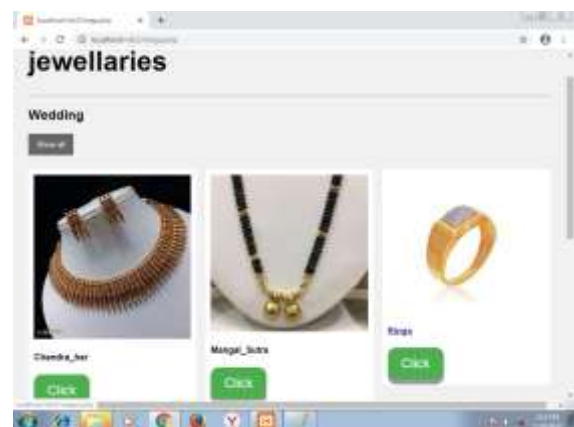 jewellaries
Wedding
Show all
Chandra_har
Mangal_Sutra
Rings
Click
Click
Click